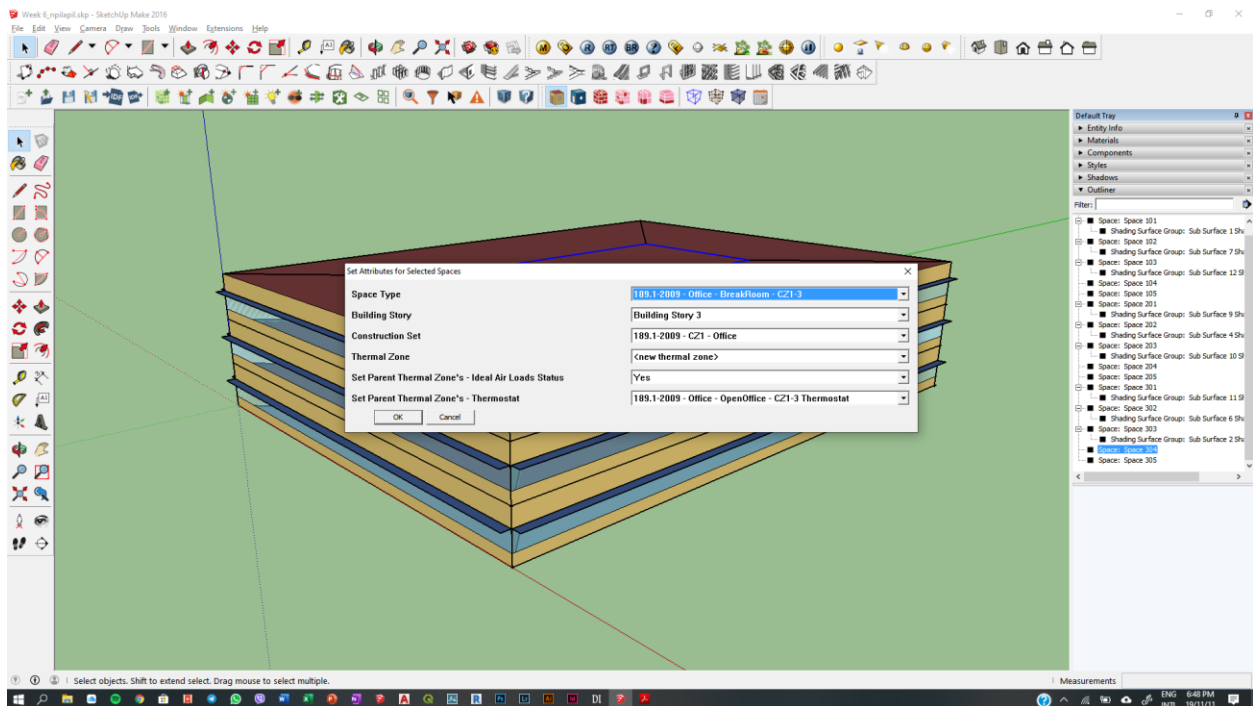 Week 6_npilapil.skp - SketchUp Make 2016
File Edit View Camera Draw Tools Window Extensions Help
Default Tray
Entity Info
Materials
Components
Styles
Shadows
Outliner
Filter:
Space: Space 101
Shading Surface Group: Sub Surface 1 Sh
Space: Space 102
Shading Surface Group: Sub Surface 7 Sh
Space: Space 103
Shading Surface Group: Sub Surface 12 S
Space: Space 104
Space: Space 105
Space: Space 201
Shading Surface Group: Sub Surface 9 Sh
Space: Space 202
Shading Surface Group: Sub Surface 4 Sh
Space: Space 203
Shading Surface Group: Sub Surface 10 S
Space: Space 204
Space: Space 205
Space: Space 301
Shading Surface Group: Sub Surface 11 S
Space: Space 302
Shading Surface Group: Sub Surface 6 Sh
Space: Space 303
Shading Surface Group: Sub Surface 2 Sh
Space: Space 304
Space: Space 305
Set Attributes for Selected Spaces
Space Type 189.1-2009 - Office - BreakRoom - CZ1-3
Building Story Building Story 3
Construction Set 189.1-2009 - CZ1 - Office
Thermal Zone <new thermal zone>
Set Parent Thermal Zone's - Ideal Air Loads Status Yes
Set Parent Thermal Zone's - Thermostat 189.1-2009 - Office - OpenOffice - CZ1-3 Thermostat
OK Cancel
Select objects. Shift to extend select. Drag mouse to select multiple.
Measurements
ENG 6:48 PM
INTL 19/11/11